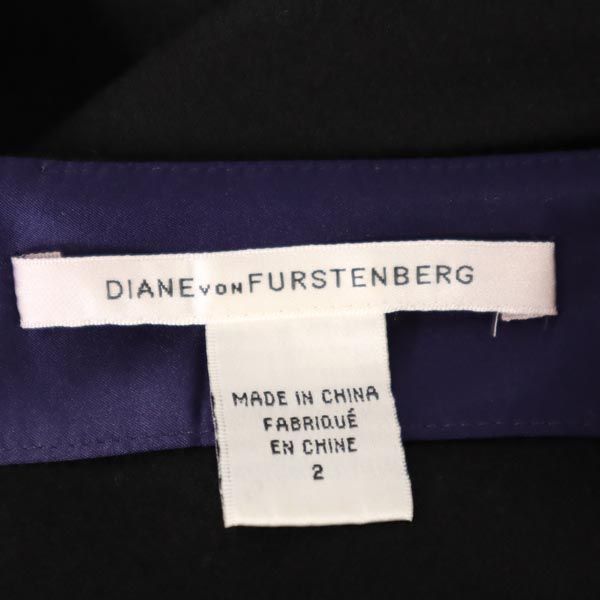 DIANE VON FURSTENBERG
MADE IN CHINA
FABRIQUÉ
EN CHINE
2